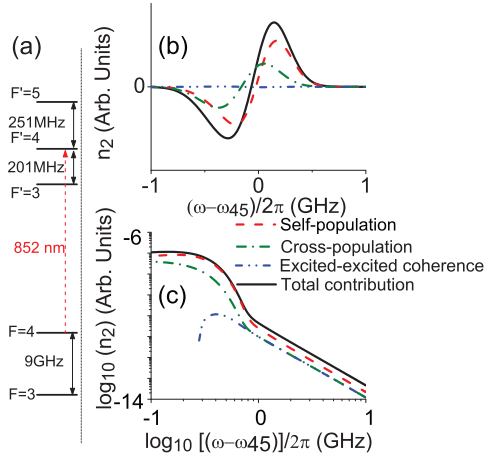 (a)
F'=5
251MHz
F'=4
201MHz
F'=3
852 nm
F=4
9GHz
F=3
(b)
n2 (Arb. Units)
0
-1 0 1
(ω−ω45)/2π (GHz)
Self-population
Cross-population
Excited-excited coherence
Total contribution
(c)
log10 (n2) (Arb. Units)
-6
-14
-1 0 1
log10 [(ω−ω45)]/2π (GHz)